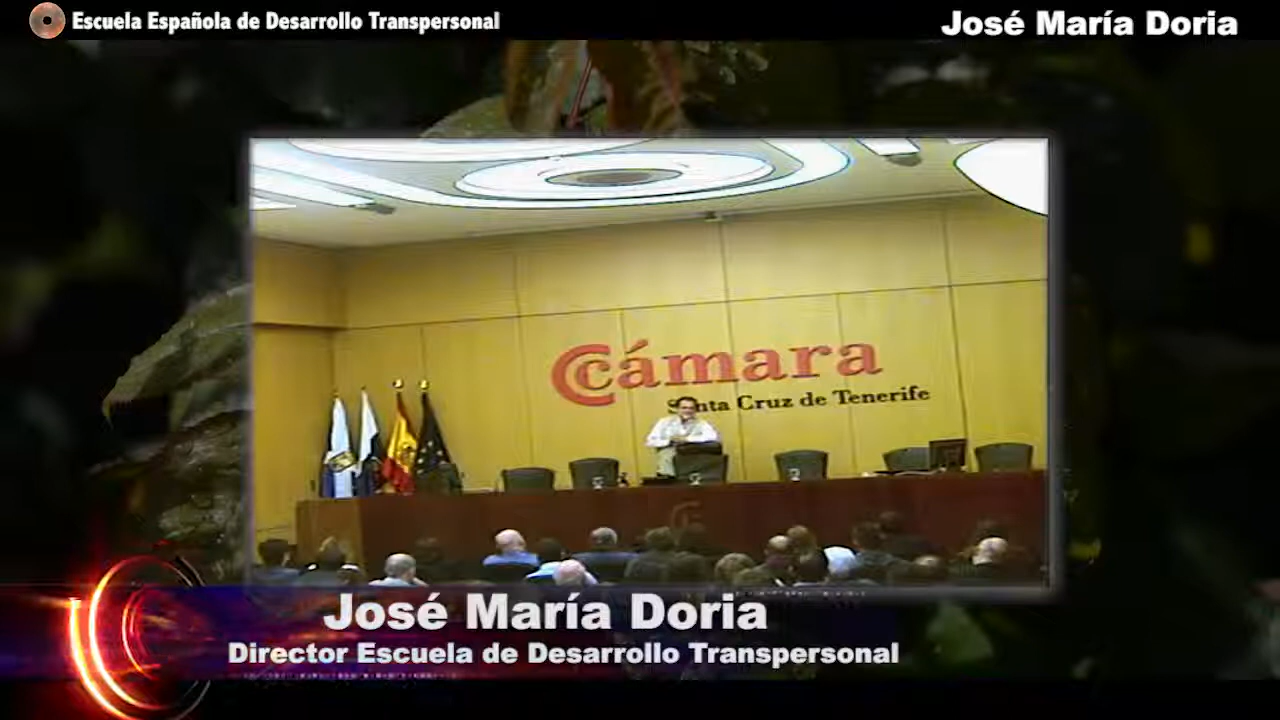 Escuela Española de Desarrollo Transpersonal
José María Doria
Cámara
Santa Cruz de Tenerife
José María Doria
Director Escuela de Desarrollo Transpersonal